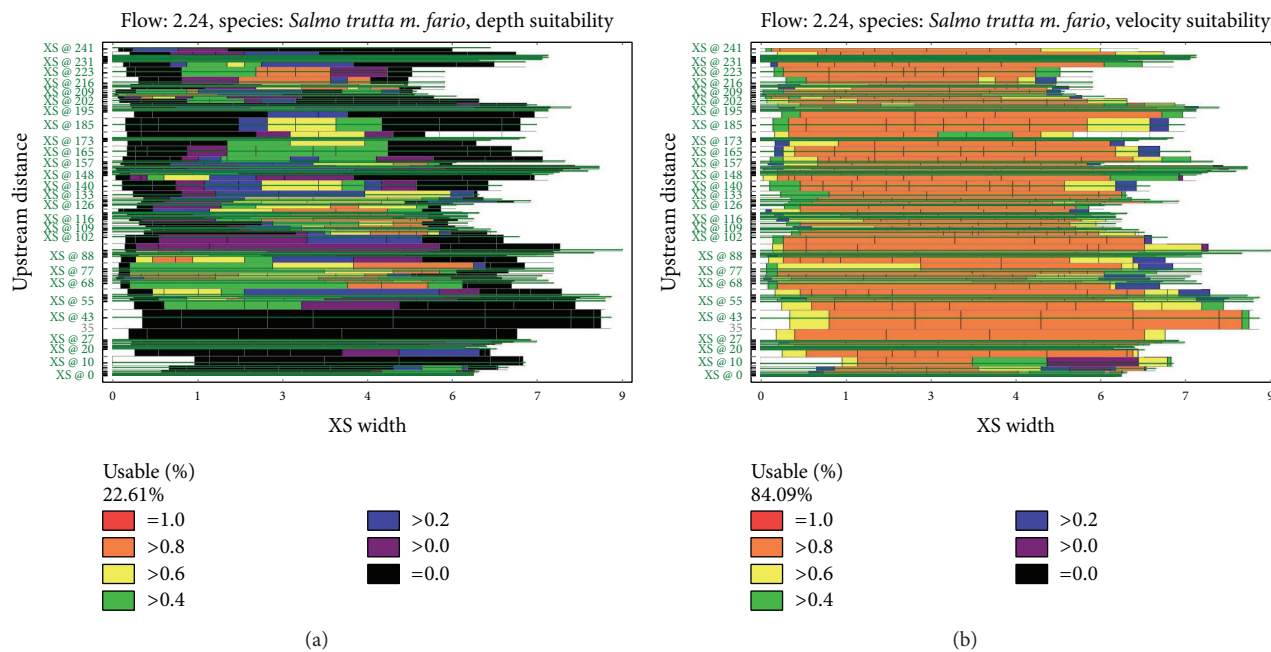 Flow: 2.24, species: Salmo trutta m. fario, depth suitability
XS @ 241
XS @ 231
XS @ 223
XS @ 216
XS @ 209
XS @ 202
XS @ 195
XS @ 185
XS @ 173
XS @ 165
XS @ 157
XS @ 148
XS @ 140
XS @ 133
XS @ 126
XS @ 116
XS @ 109
XS @ 102
XS @ 88
XS @ 77
XS @ 68
XS @ 55
XS @ 43
35
XS @ 27
XS @ 20
XS @ 10
XS @ 0
Upstream distance
0 1 3 4 6 7 9
XS width
Usable (%)
22.61%
=1.0
>0.8
>0.6
>0.4
>0.2
>0.0
=0.0
(a)
Flow: 2.24, species: Salmo trutta m. fario, velocity suitability
XS @ 241
XS @ 231
XS @ 223
XS @ 216
XS @ 209
XS @ 202
XS @ 195
XS @ 185
XS @ 173
XS @ 165
XS @ 157
XS @ 148
XS @ 140
XS @ 133
XS @ 126
XS @ 116
XS @ 109
XS @ 102
XS @ 88
XS @ 77
XS @ 68
XS @ 55
XS @ 43
35
XS @ 27
XS @ 20
XS @ 10
XS @ 0
Upstream distance
0 1 3 4 6 7 9
XS width
Usable (%)
84.09%
=1.0
>0.8
>0.6
>0.4
>0.2
>0.0
=0.0
(b)